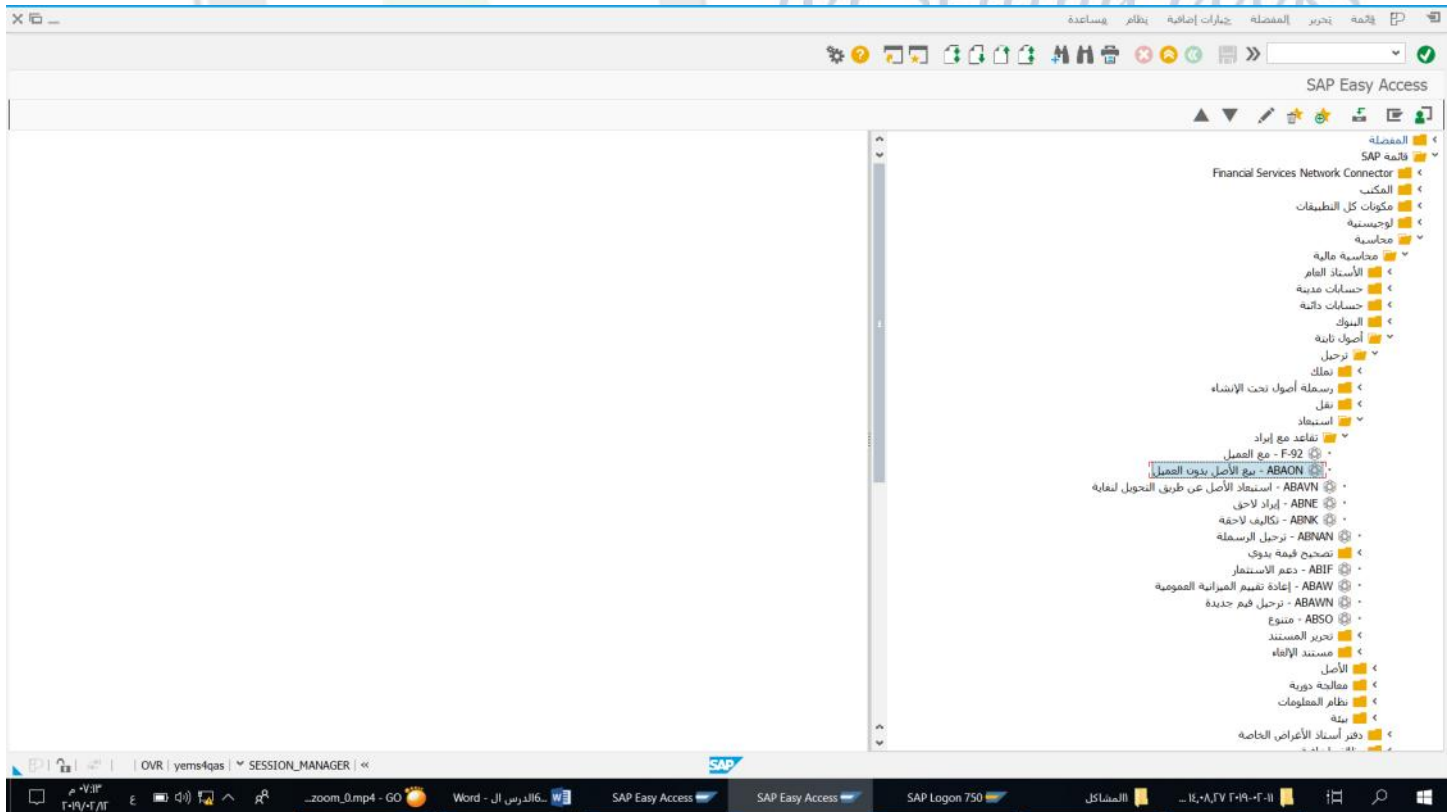 قائمة تحرير المفضلة خيارات إضافية نظام مساعدة
SAP Easy Access
المفضلة
قائمة SAP
Financial Services Network Connector
المكتب
مكونات كل التطبيقات
لوجيستية
محاسبة
محاسبة مالية
الأستاذ العام
حسابات مدينة
حسابات دائنة
البنوك
أصول ثابتة
ترحيل
تملك
رسملة أصول تحت الإنشاء
نقل
استبعاد
تقاعد مع إيراد
F-92 - مع العميل
ABAON - بيع الأصل بدون العميل
ABAVN - استبعاد الأصل عن طريق التحويل لنفاية
ABNE - إيراد لاحق
ABNK - تكاليف لاحقة
ABNAN - ترحيل الرسملة
تصحيح قيمة يدوي
ABIF - دعم الاستثمار
ABAW - إعادة تقييم الميزانية العمومية
ABAWN - ترحيل قيم جديدة
ABSO - متنوع
تحرير المستند
مستند الإلغاء
الأصل
معالجة دورية
نظام المعلومات
بيئة
دفتر أستاذ الأغراض الخاصة
OVR yems4qas SESSION_MANAGER
SAP
٠٧:١٣ م
٢٠١٩/٠٢/١٢
ع
zoom_0.mp4 - GO...
Word - الدرس ال6...
SAP Easy Access
SAP Easy Access
SAP Logon 750
المشاكل